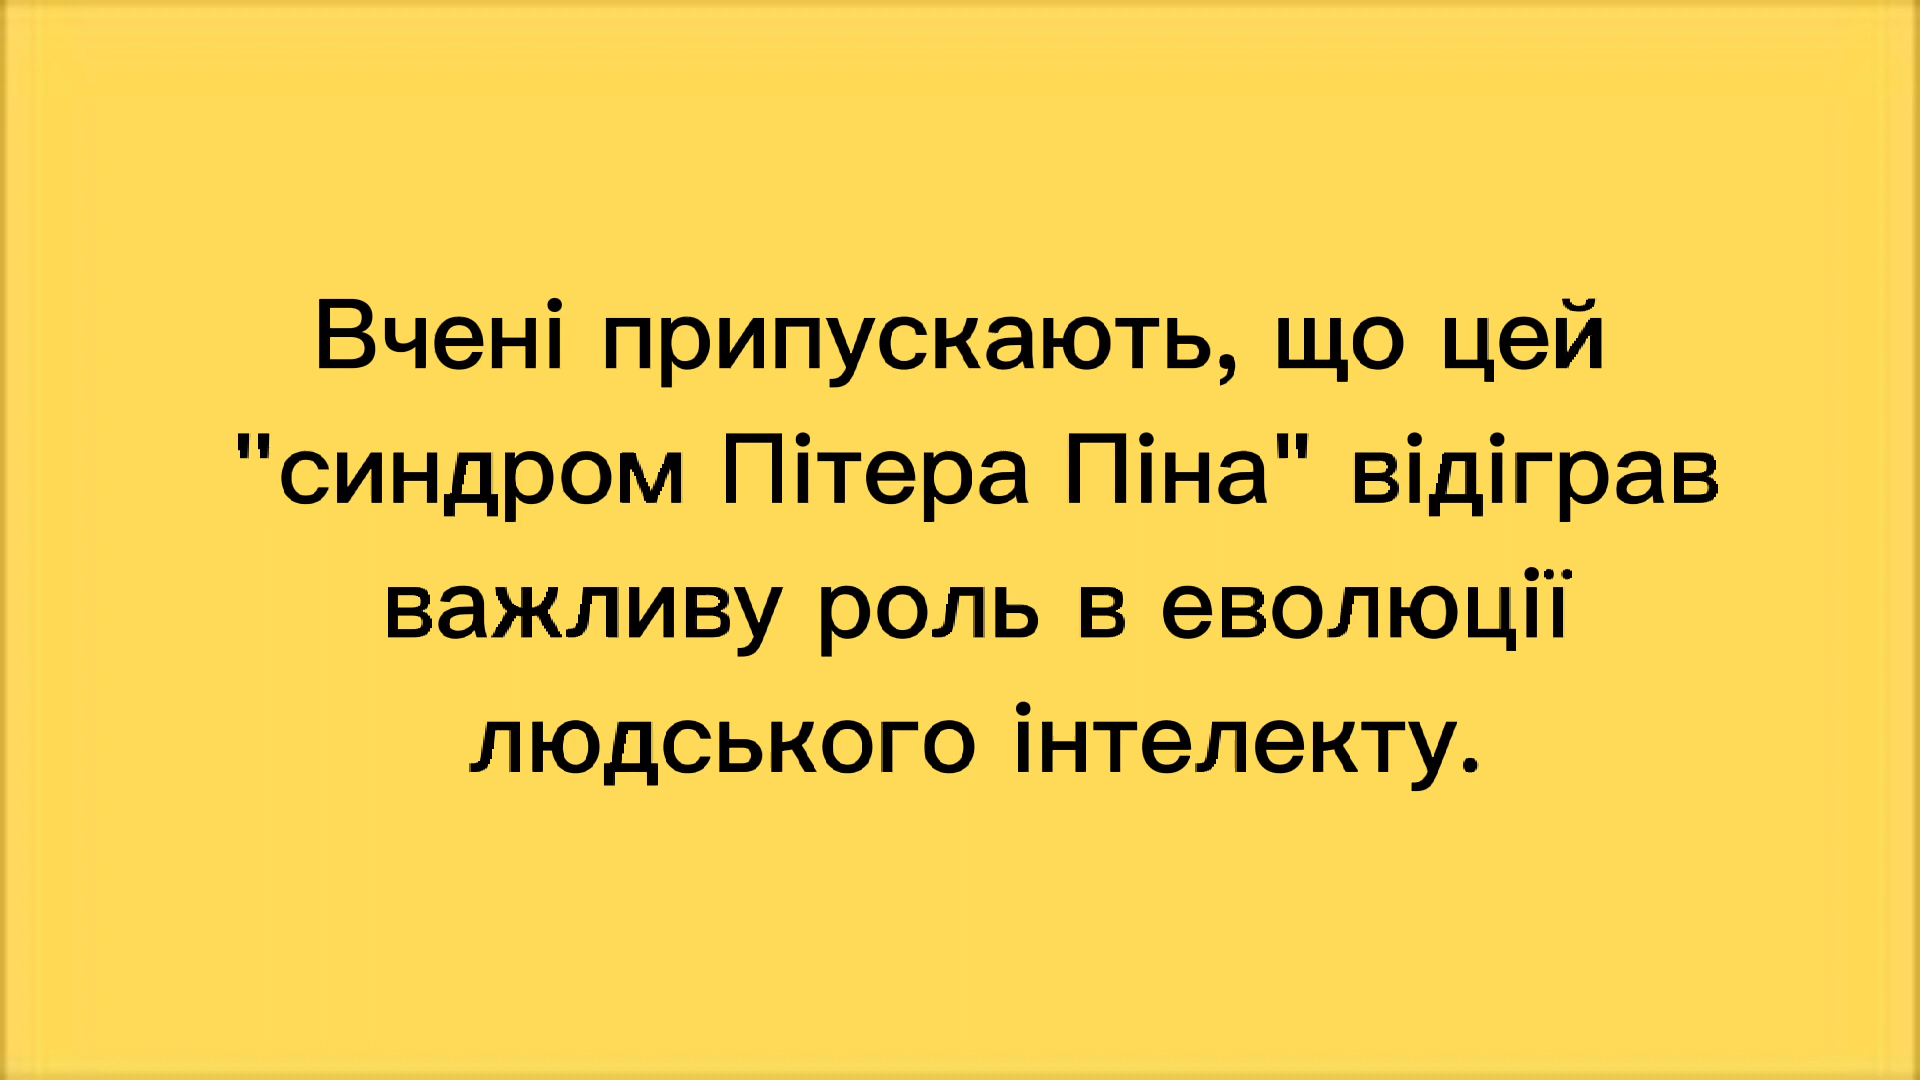 Вчені припускають, що цей
"синдром Пітера Піна" відіграв
важливу роль в еволюції
людського інтелекту.